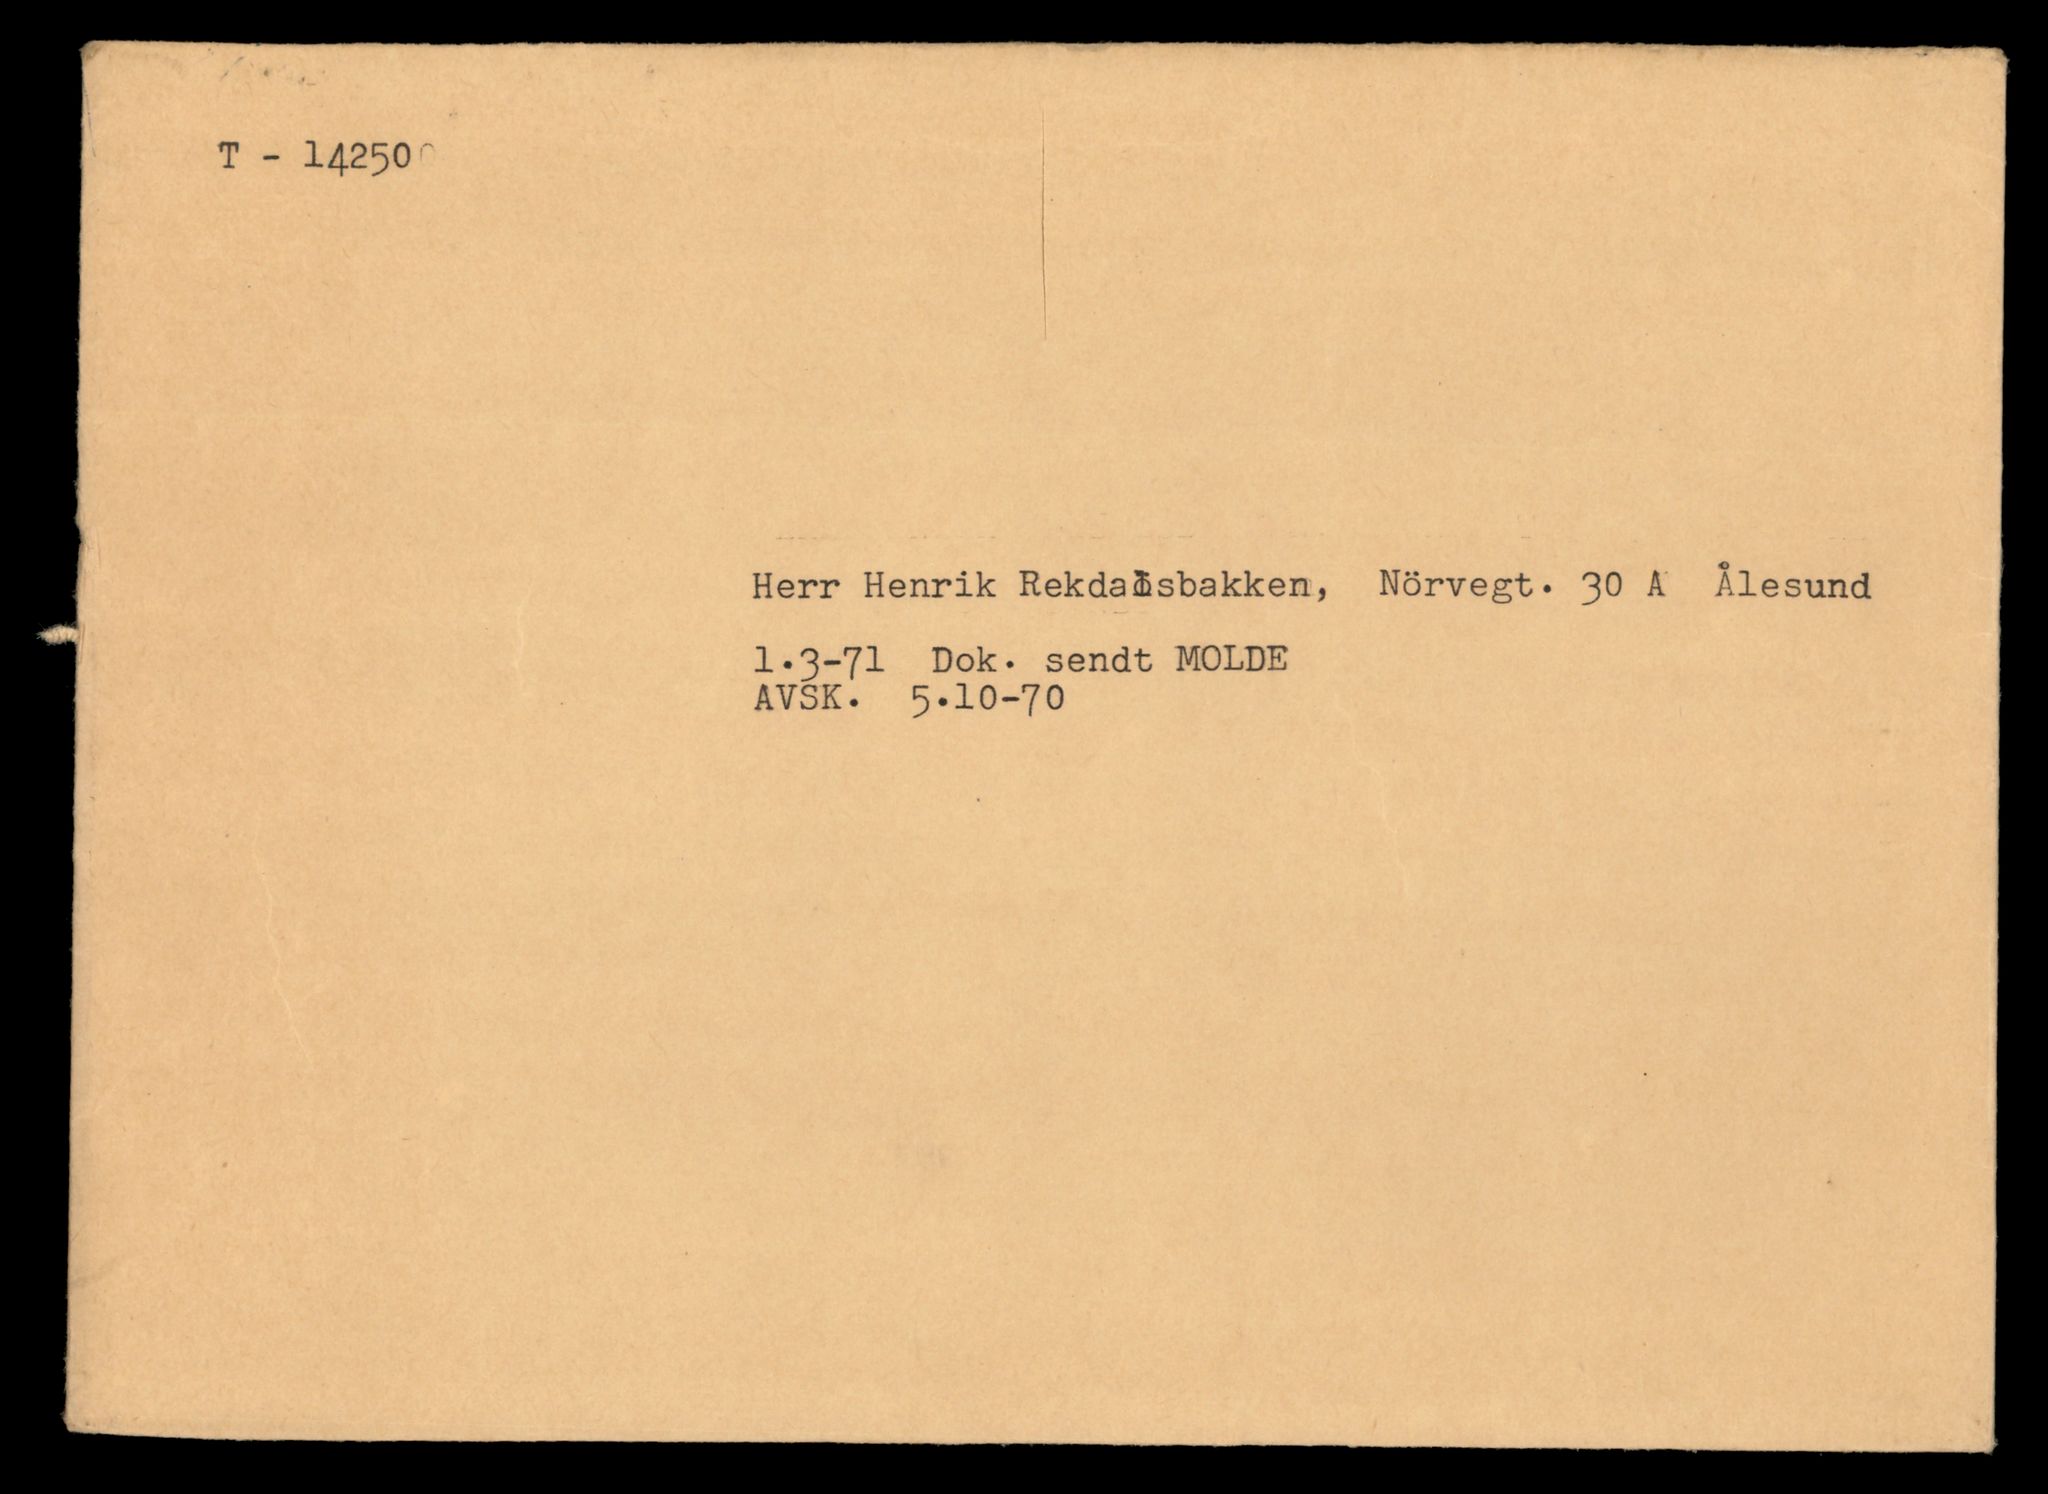 T - 14250
Herr Henrik Rekdalsbakken, Nörvegt. 30 A Ålesund
1.3-71 Dok. sendt MOLDE
AVSK. 5.10-70